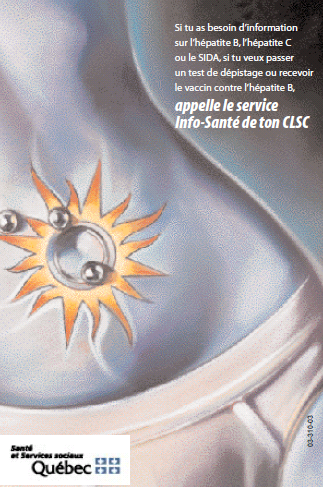 Si tu as besoin d'information
sur l'hépatite B, l'hépatite C
ou le SIDA, si tu veux passer
un test de dépistage ou recevoir
le vaccin contre l'hépatite B,
appelle le service
Info-Santé de ton CLSC
03-310-03
Santé
et Services sociaux
Québec